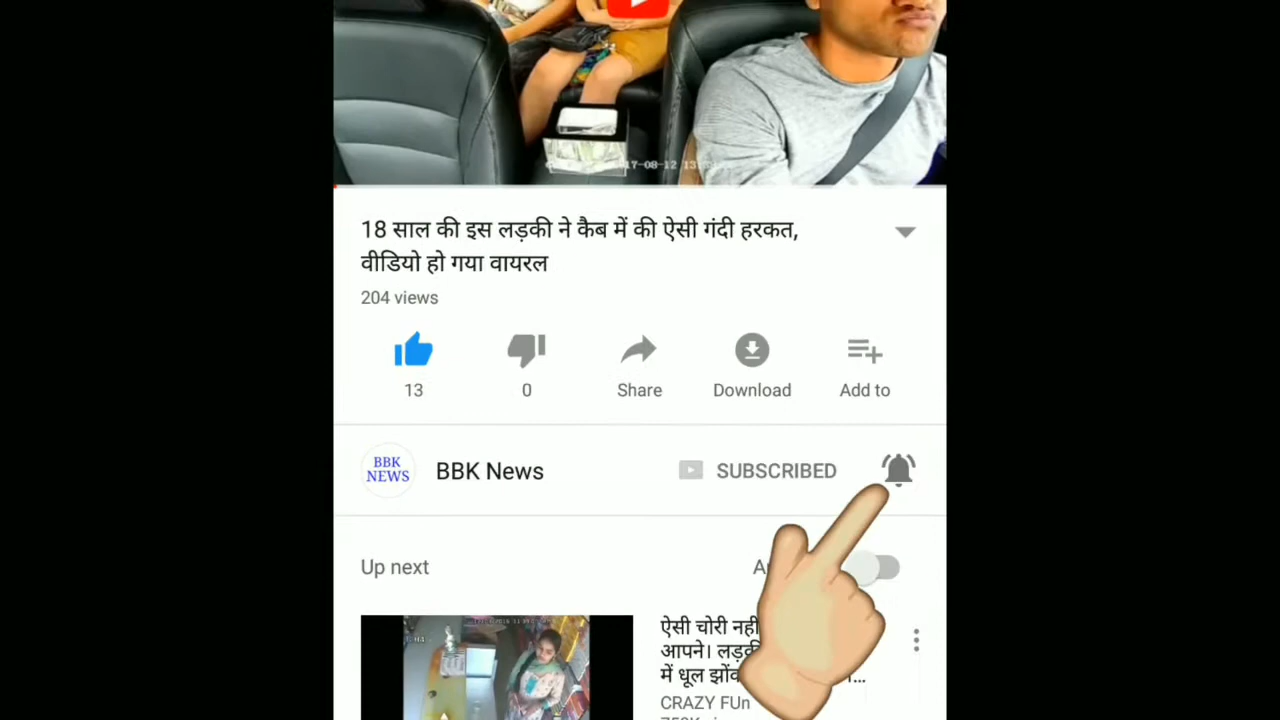 18 साल की इस लड़की ने कैब में की ऐसी गंदी हरकत,
वीडियो हो गया वायरल
204 views
13
0
Share
Download
Add to
BBK
NEWS
BBK News
SUBSCRIBED
Up next
ऐसी चोरी नहीं
आपने। लड़की
में धूल झोंक
CRAZY FUn